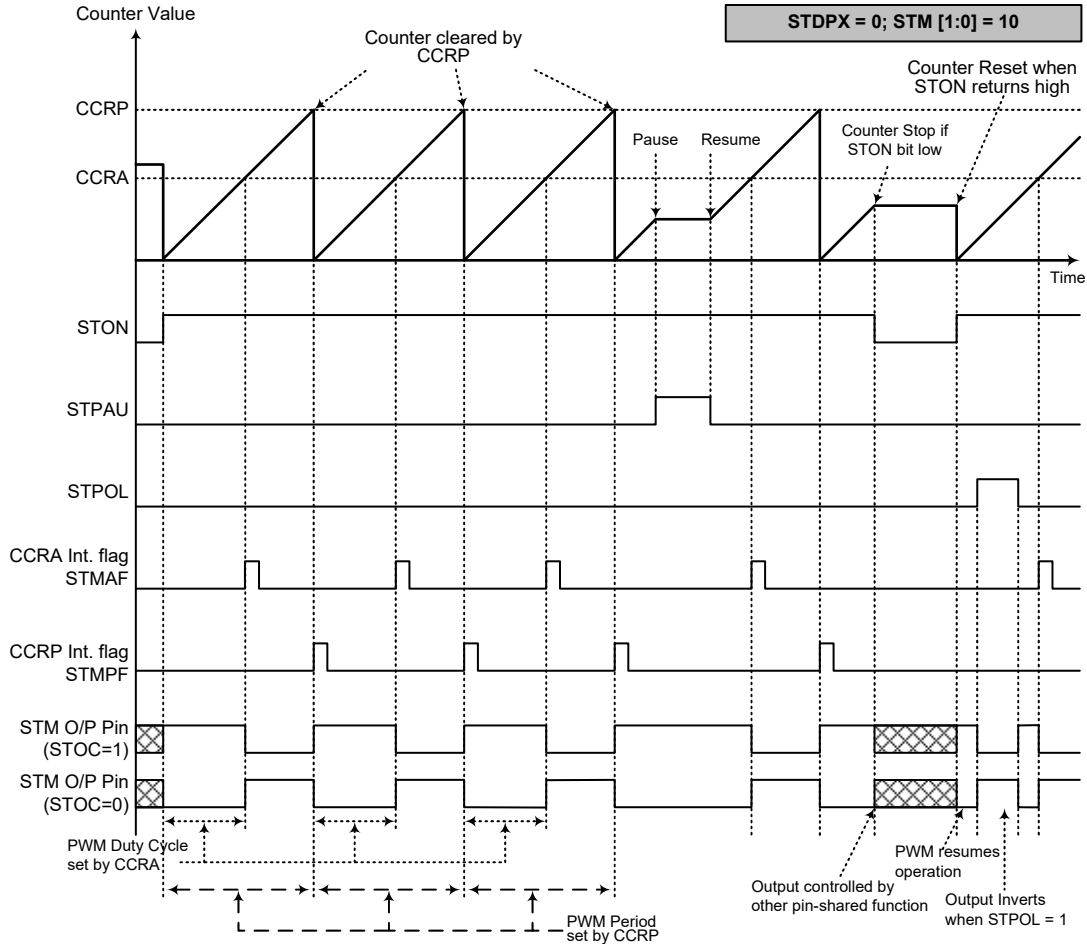 Counter Value
STDPX = 0; STM [1:0] = 10
Counter cleared by
CCRP
Counter Reset when
STON returns high
CCRP
Pause
Resume
Counter Stop if
STON bit low
CCRA
Time
STON
STPAU
STPOL
CCRA Int. flag
STMAF
CCRP Int. flag
STMPF
STM O/P Pin
(STOC=1)
STM O/P Pin
(STOC=0)
PWM Duty Cycle
set by CCRA
PWM resumes
operation
Output controlled by
other pin-shared function
Output Inverts
when STPOL = 1
PWM Period
set by CCRP